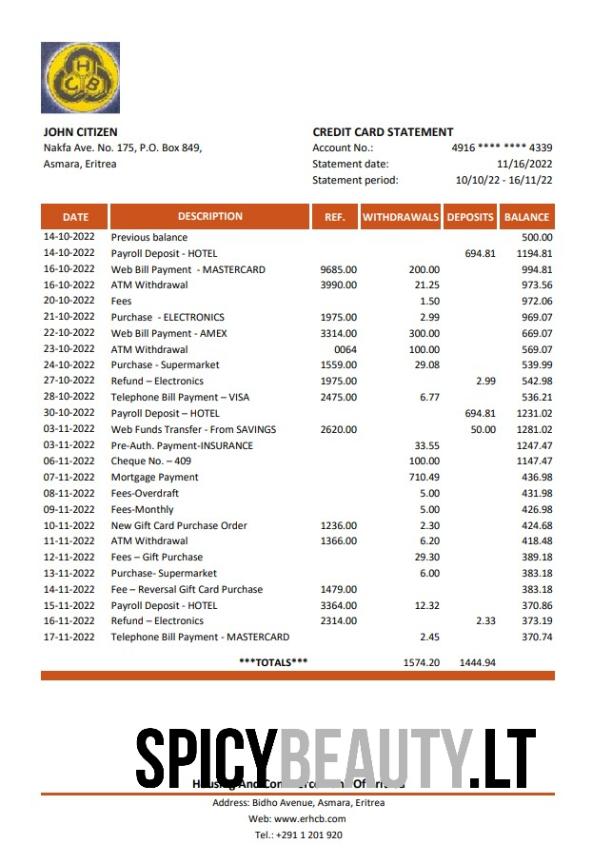 H
C B
JOHN CITIZEN
Nakfa Ave. No. 175, P.O. Box 849,
Asmara, Eritrea
CREDIT CARD STATEMENT
Account No.: 4916 **** **** 4339
Statement date: 11/16/2022
Statement period: 10/10/22 - 16/11/22
DATE DESCRIPTION REF. WITHDRAWALS DEPOSITS BALANCE
14-10-2022 Previous balance 500.00
14-10-2022 Payroll Deposit - HOTEL 694.81 1194.81
16-10-2022 Web Bill Payment - MASTERCARD 9685.00 200.00 994.81
16-10-2022 ATM Withdrawal 3990.00 21.25 973.56
20-10-2022 Fees 1.50 972.06
21-10-2022 Purchase - ELECTRONICS 1975.00 2.99 969.07
22-10-2022 Web Bill Payment - AMEX 3314.00 300.00 669.07
23-10-2022 ATM Withdrawal 0064 100.00 569.07
24-10-2022 Purchase - Supermarket 1559.00 29.08 539.99
27-10-2022 Refund – Electronics 1975.00 2.99 542.98
28-10-2022 Telephone Bill Payment – VISA 2475.00 6.77 536.21
30-10-2022 Payroll Deposit – HOTEL 694.81 1231.02
03-11-2022 Web Funds Transfer - From SAVINGS 2620.00 50.00 1281.02
03-11-2022 Pre-Auth. Payment-INSURANCE 33.55 1247.47
06-11-2022 Cheque No. – 409 100.00 1147.47
07-11-2022 Mortgage Payment 710.49 436.98
08-11-2022 Fees-Overdraft 5.00 431.98
09-11-2022 Fees-Monthly 5.00 426.98
10-11-2022 New Gift Card Purchase Order 1236.00 2.30 424.68
11-11-2022 ATM Withdrawal 1366.00 6.20 418.48
12-11-2022 Fees – Gift Purchase 29.30 389.18
13-11-2022 Purchase- Supermarket 6.00 383.18
14-11-2022 Fee – Reversal Gift Card Purchase 1479.00 383.18
15-11-2022 Payroll Deposit - HOTEL 3364.00 12.32 370.86
16-11-2022 Refund – Electronics 2314.00 2.33 373.19
17-11-2022 Telephone Bill Payment - MASTERCARD 2.45 370.74
***TOTALS*** 1574.20 1444.94
SPICYBEAUTY.LT
Housing And
Address: Bidho Avenue, Asmara, Eritrea
Web: www.erhcb.com
Tel.: +291 1 201 920